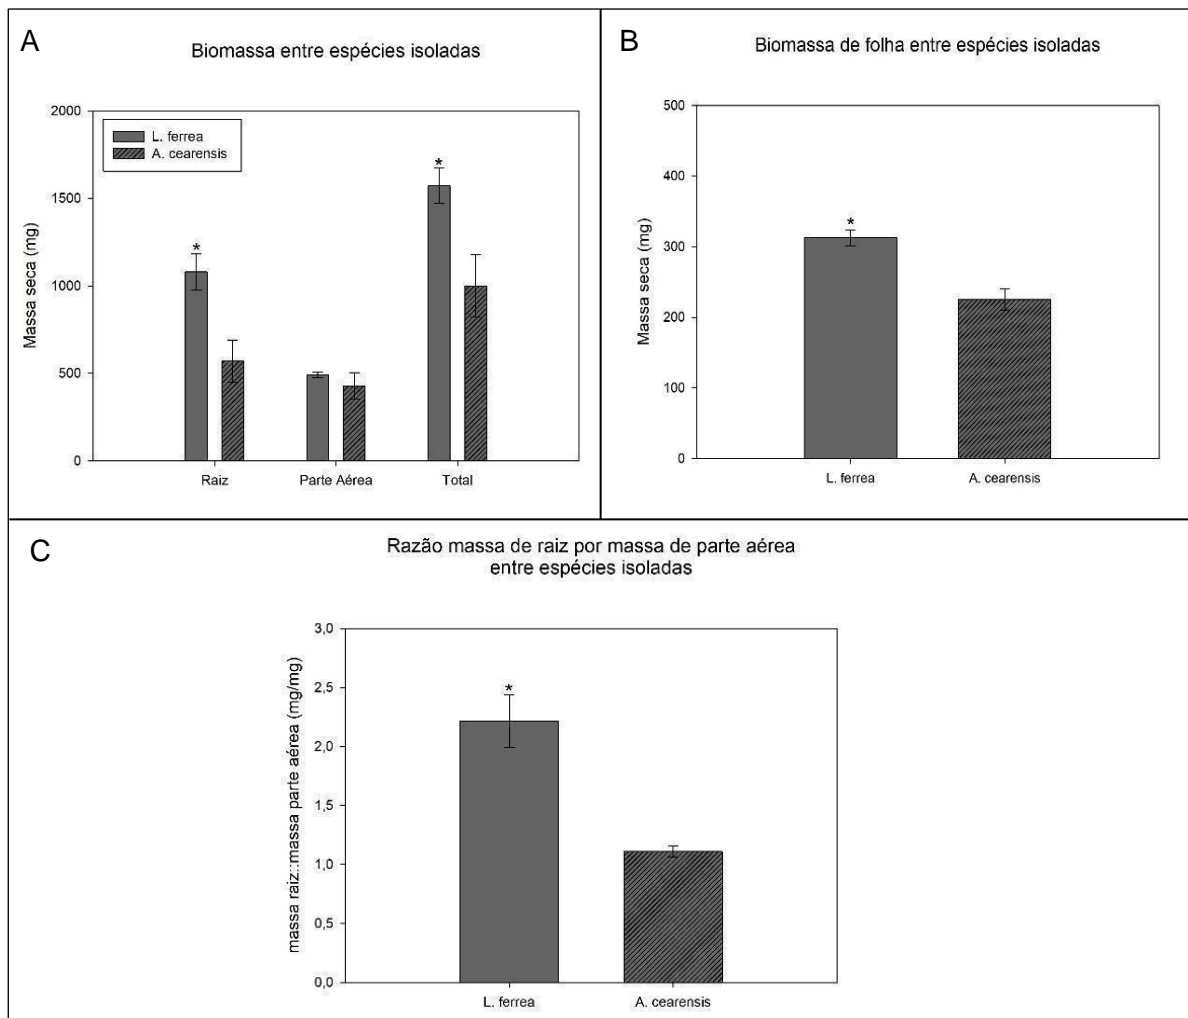 A
Biomassa entre espécies isoladas
2000
1500
1000
500
0
Massa seca (mg)
L. ferrea
A. cearensis
*
*
Raiz
Parte Aérea
Total
B
Biomassa de folha entre espécies isoladas
500
400
300
200
100
0
Massa seca (mg)
*
L. ferrea
A. cearensis
C
Razão massa de raiz por massa de parte aérea
entre espécies isoladas
3,0
2,5
2,0
1,5
1,0
0,5
0,0
massa raiz::massa parte aérea (mg/mg)
*
L. ferrea
A. cearensis